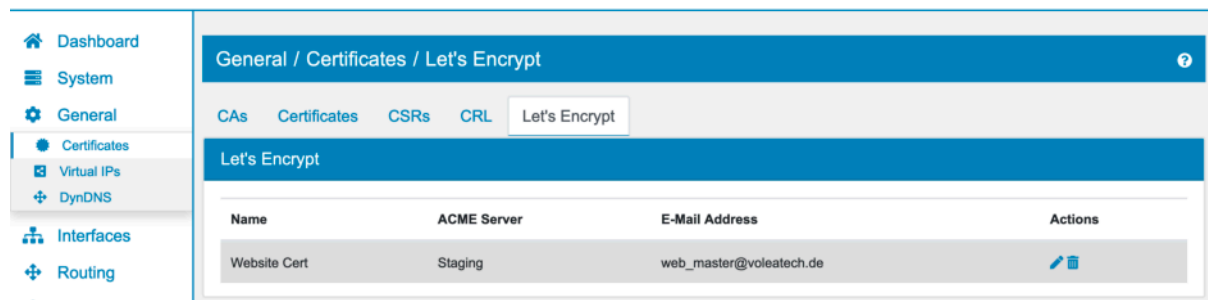 Dashboard
System
General
Certificates
Virtual IPs
DynDNS
Interfaces
Routing
General / Certificates / Let's Encrypt
CAs Certificates CSRs CRL Let's Encrypt
Let's Encrypt
Name ACME Server E-Mail Address Actions
Website Cert Staging web_master@voleatech.de